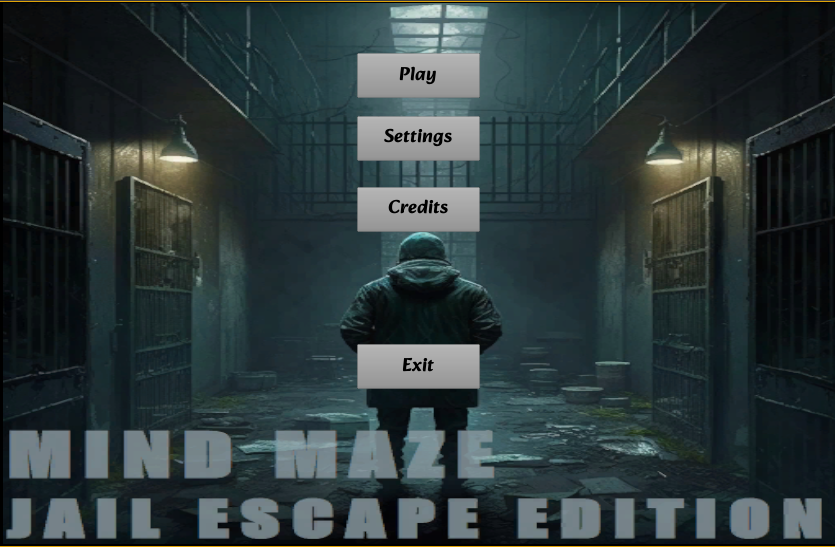 Play
Settings
Credits
Exit
MIND MAZE
JAIL ESCAPE EDITION